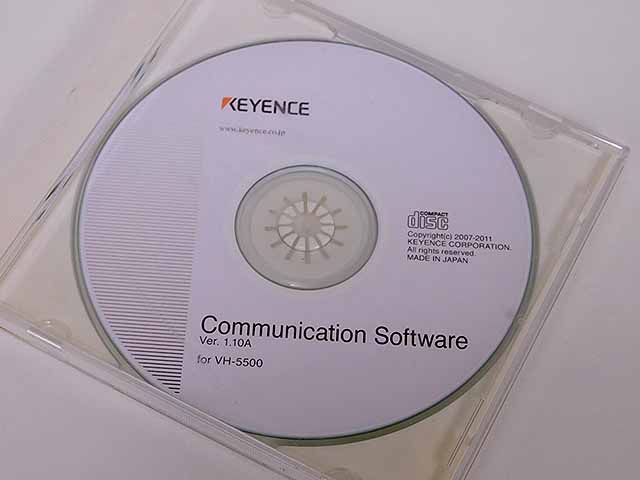 KEYENCE
www.keyence.co.jp
COMPACT
disc
Copyright(c) 2007-2011
KEYENCE CORPORATION.
All rights reserved.
MADE IN JAPAN
Communication Software
Ver. 1.10A
for VH-5500